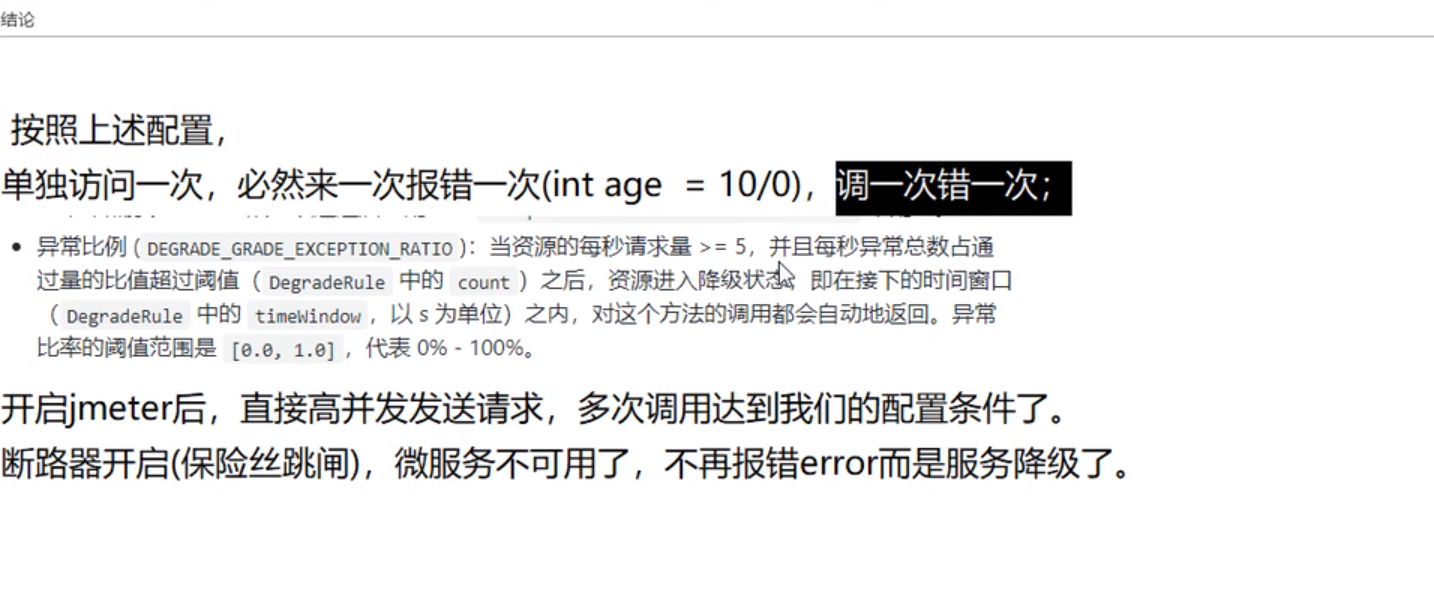 结论
按照上述配置，
单独访问一次，必然来一次报错一次(int age  = 10/0)，调一次错一次；
• 异常比例 ( DEGRADE_GRADE_EXCEPTION_RATIO )：当资源的每秒请求量 >= 5，并且每秒异常总数占通
过量的比值超过阈值（ DegradeRule 中的 count ）之后，资源进入降级状态，即在接下的时间窗口
（ DegradeRule 中的 timeWindow ，以 s 为单位）之内，对这个方法的调用都会自动地返回。异常
比率的阈值范围是 [0.0, 1.0] ，代表 0% - 100%。
开启jmeter后，直接高并发发送请求，多次调用达到我们的配置条件了。
断路器开启(保险丝跳闸)，微服务不可用了，不再报错error而是服务降级了。